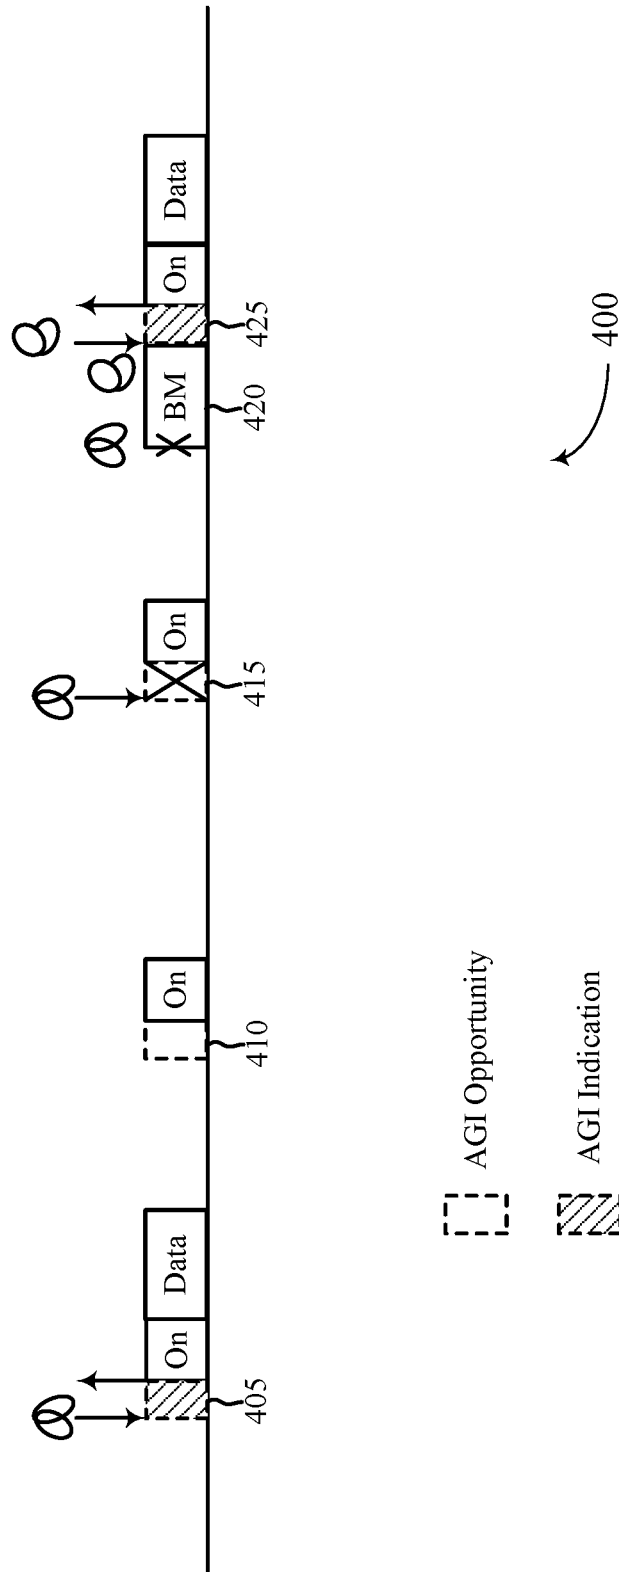 On
Data
On
On
BM
On
Data
405
410
415
420
425
AGI Opportunity
AGI Indication
400